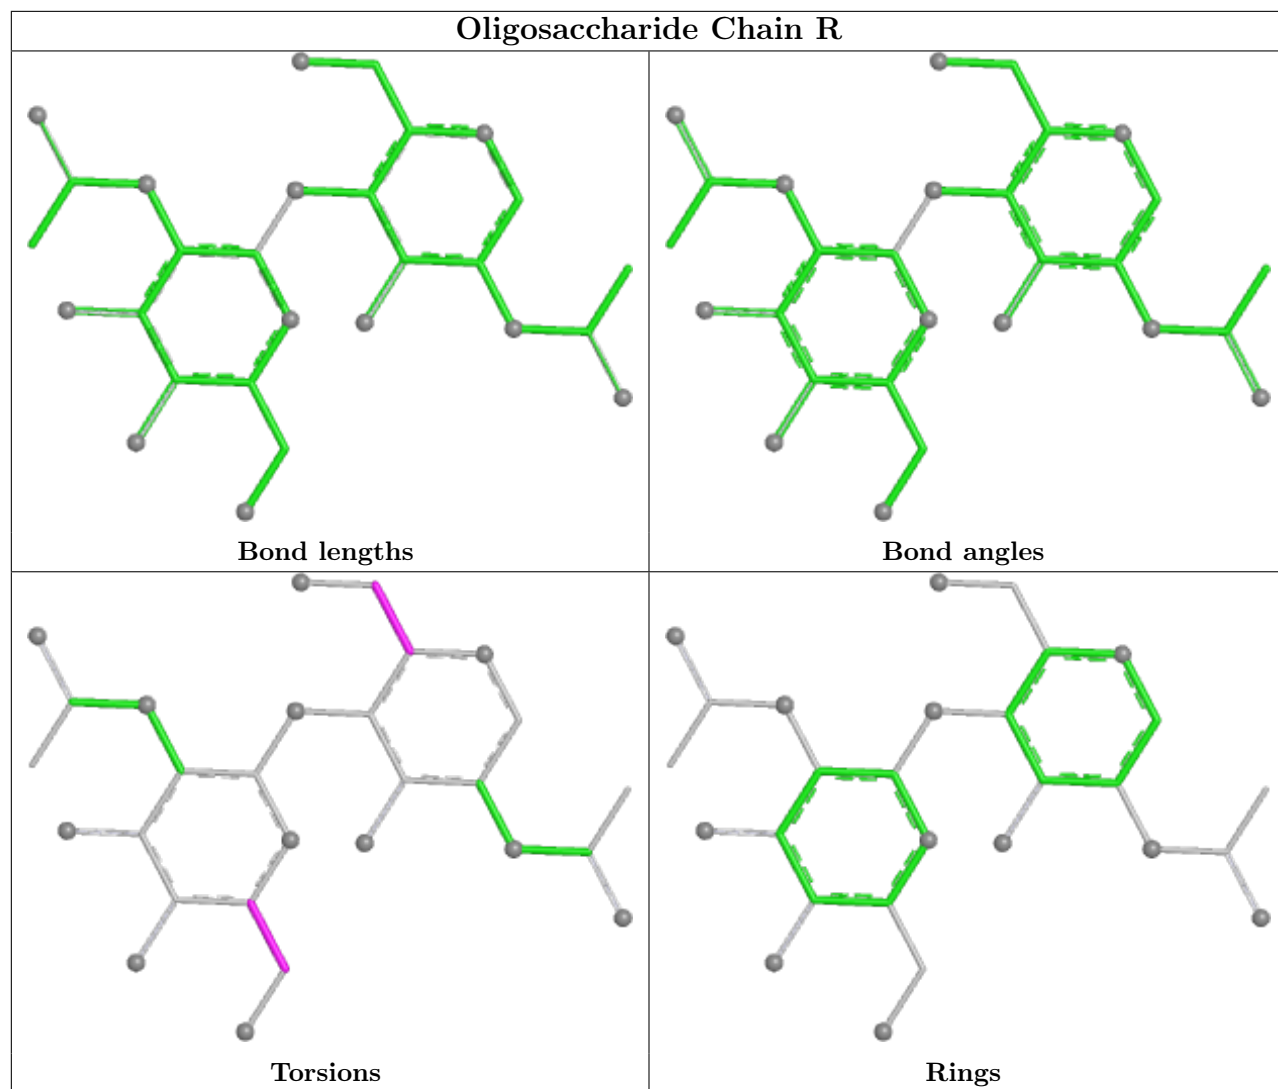 Oligosaccharide Chain R
Bond lengths
Bond angles
Torsions
Rings